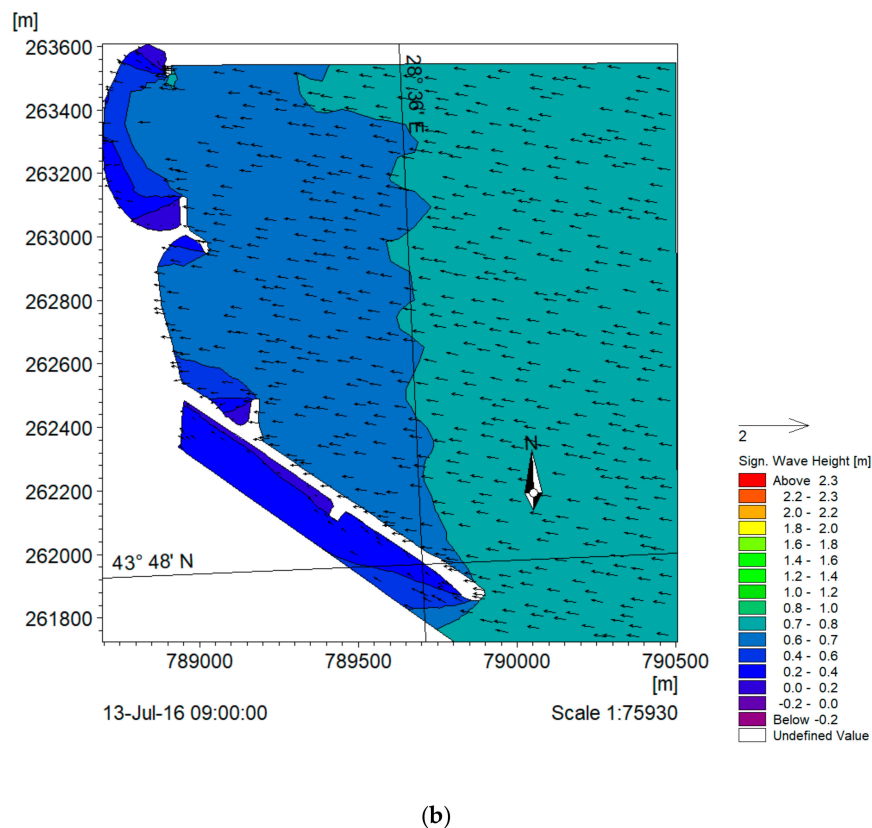 [m]
263600
263400
263200
263000
262800
262600
262400
262200
262000
261800
28° 36' E
N
43° 48' N
789000 789500 790000 790500
[m]
13-Jul-16 09:00:00 Scale 1:75930
2
Sign. Wave Height [m]
Above 2.3
2.2 - 2.3
2.0 - 2.2
1.8 - 2.0
1.6 - 1.8
1.4 - 1.6
1.2 - 1.4
1.0 - 1.2
0.8 - 1.0
0.7 - 0.8
0.6 - 0.7
0.4 - 0.6
0.2 - 0.4
0.0 - 0.2
-0.2 - 0.0
Below -0.2
Undefined Value
(b)